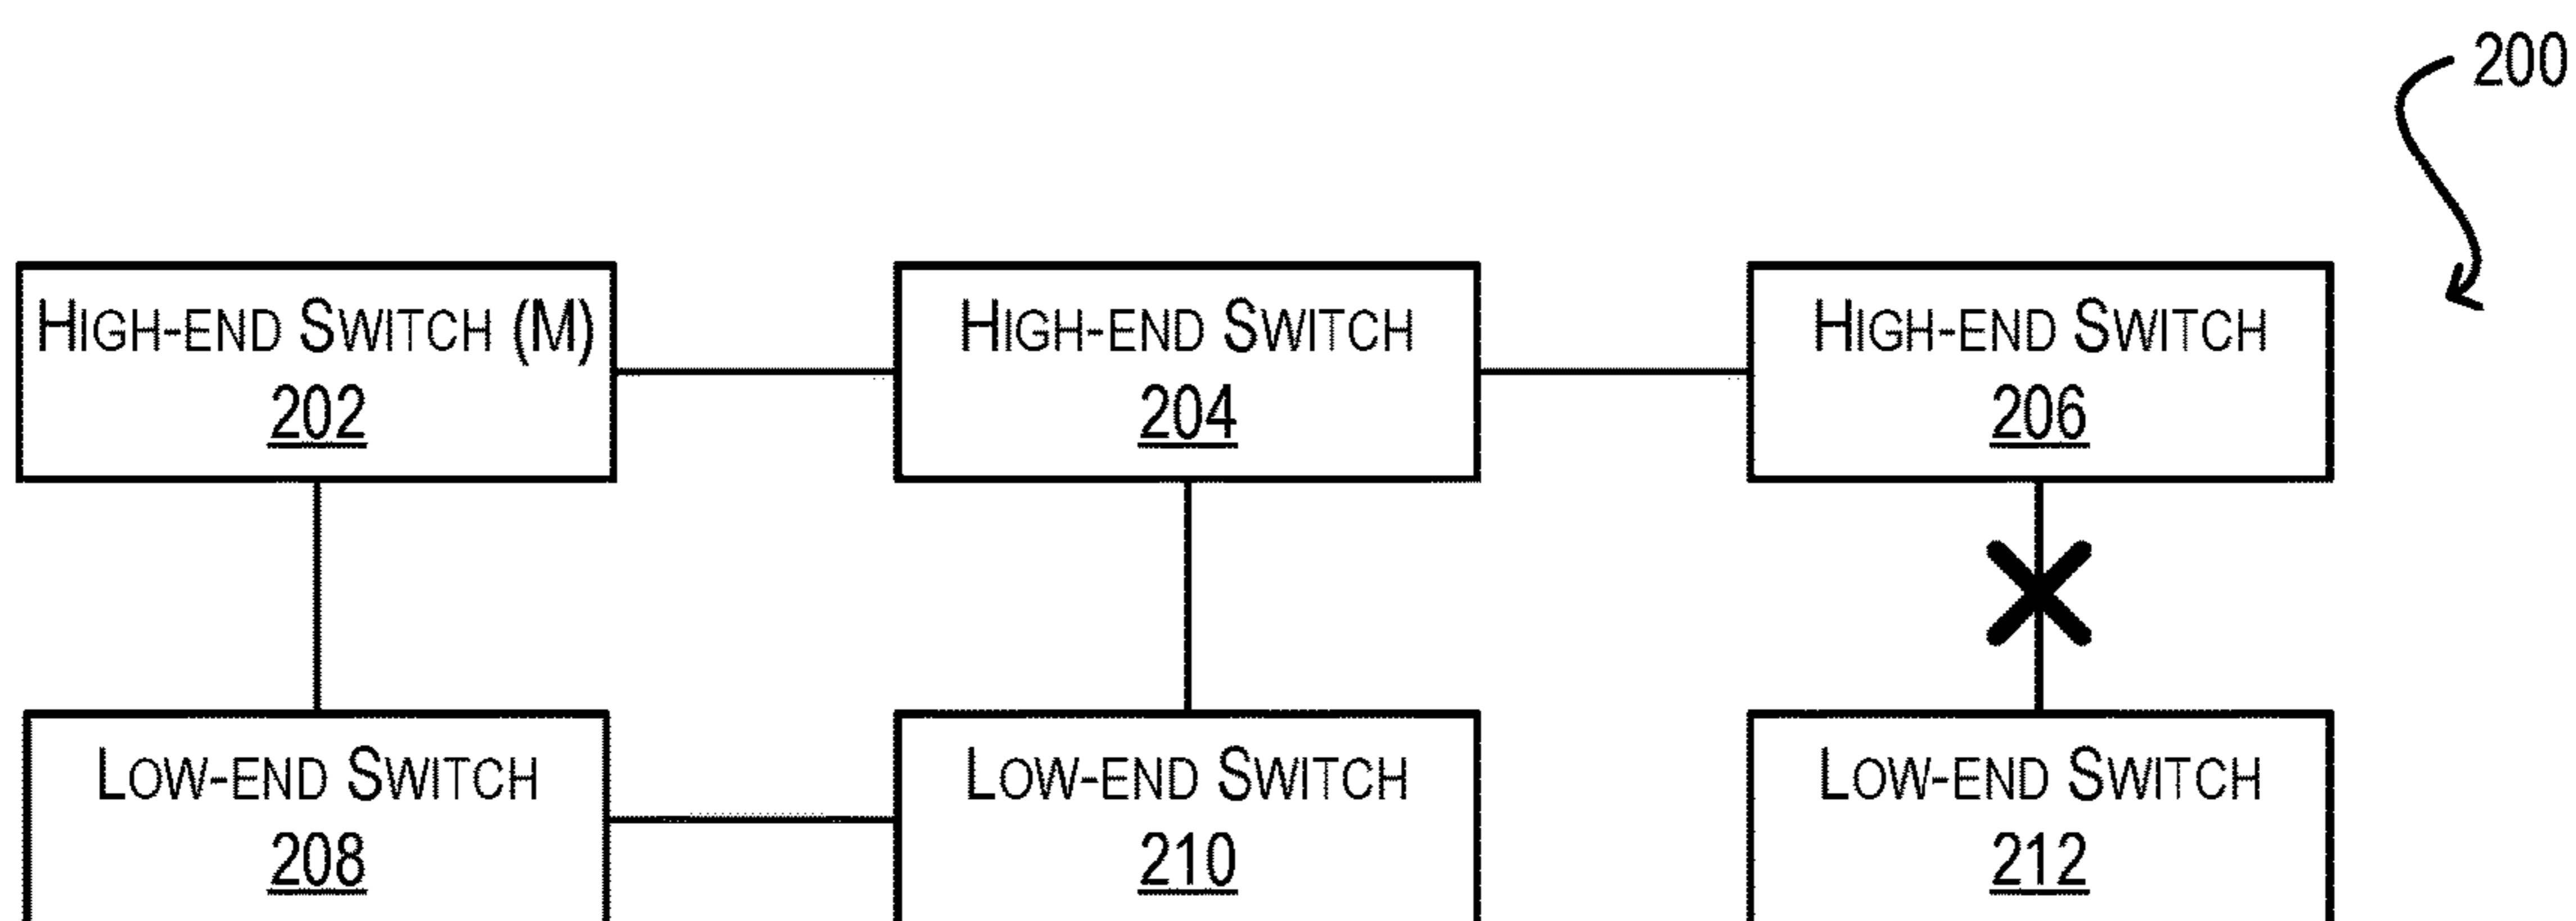 200
High-end Switch (M)
202
High-end Switch
204
High-end Switch
206
Low-end Switch
208
Low-end Switch
210
Low-end Switch
212